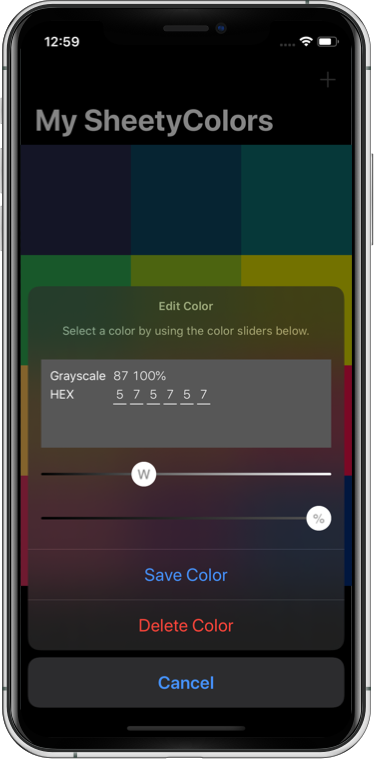 12:59
My SheetyColors
Edit Color
Select a color by using the color sliders below.
Grayscale 87 100%
HEX 5 7 5 7 5 7
W
%
Save Color
Delete Color
Cancel